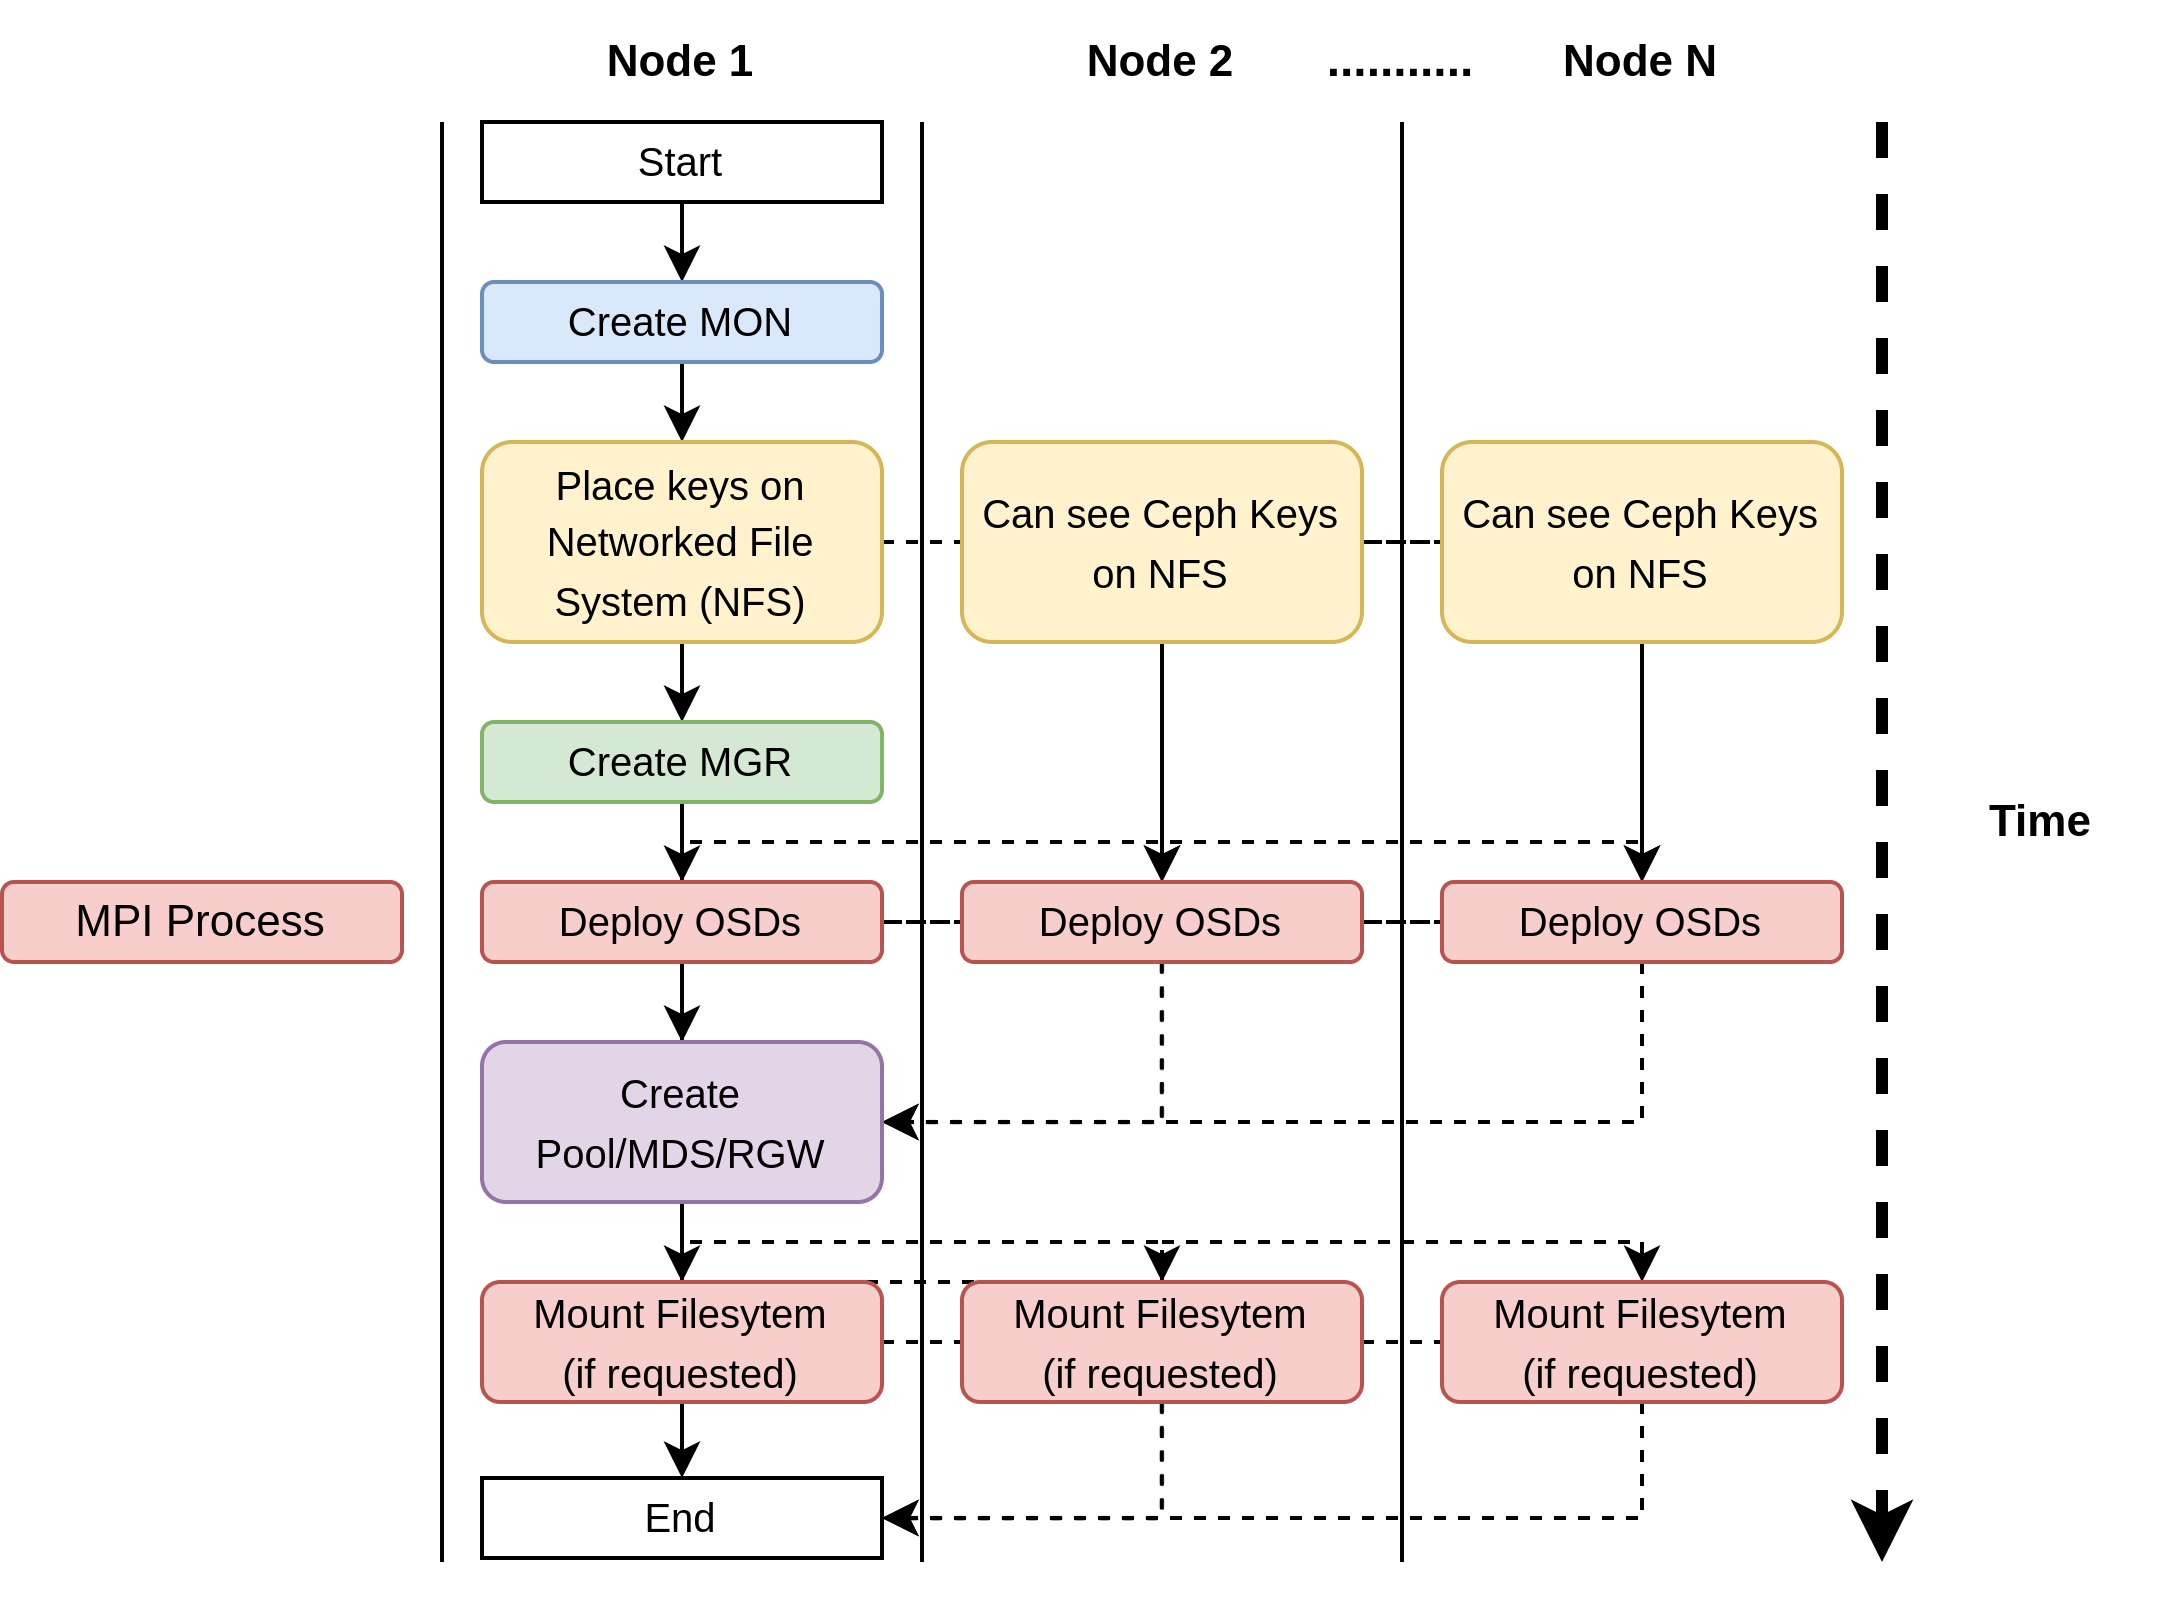 Node 1
Node 2
...........
Node N
Start
Create MON
Place keys on
Networked File
System (NFS)
Can see Ceph Keys
on NFS
Can see Ceph Keys
on NFS
Create MGR
Time
MPI Process
Deploy OSDs
Deploy OSDs
Deploy OSDs
Create
Pool/MDS/RGW
Mount Filesytem
(if requested)
Mount Filesytem
(if requested)
Mount Filesytem
(if requested)
End